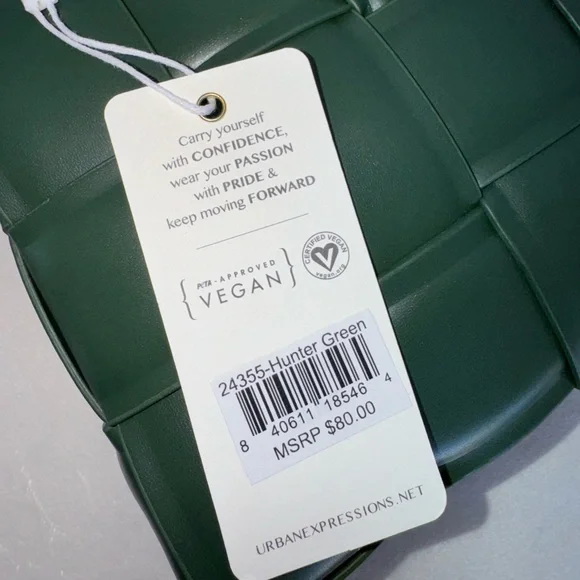 Carry yourself
with CONFIDENCE,
wear your PASSION
with PRIDE &
keep moving FORWARD
PETA-APPROVED
VEGAN
CERTIFIED VEGAN
vegan.org
24355-Hunter Green
8 40611 18546 4
MSRP $80.00
URBANEXPRESSIONS.NET